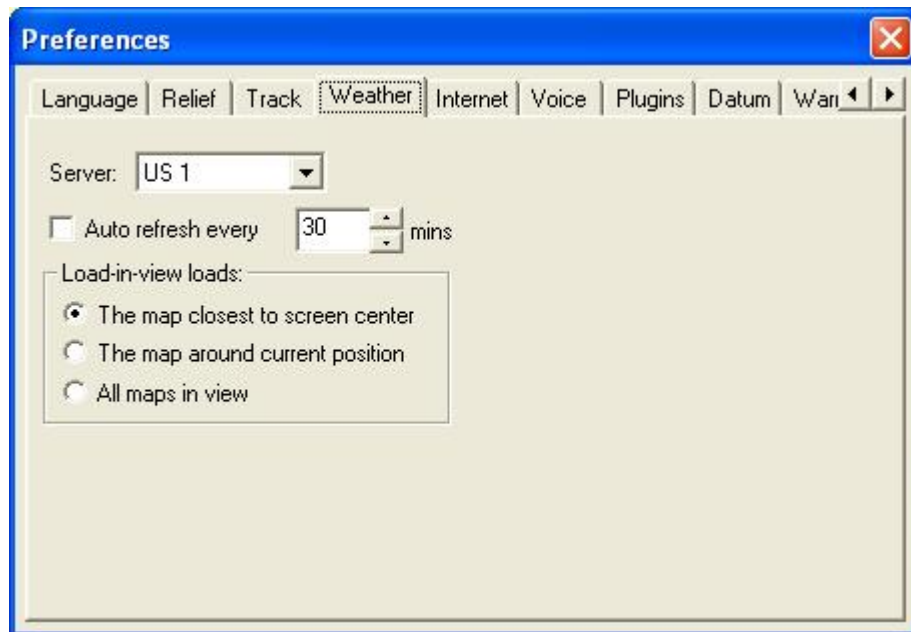 Preferences
Language Relief Track Weather Internet Voice Plugins Datum
Server: US 1
Auto refresh every 30 mins
Load-in-view loads:
The map closest to screen center
The map around current position
All maps in view